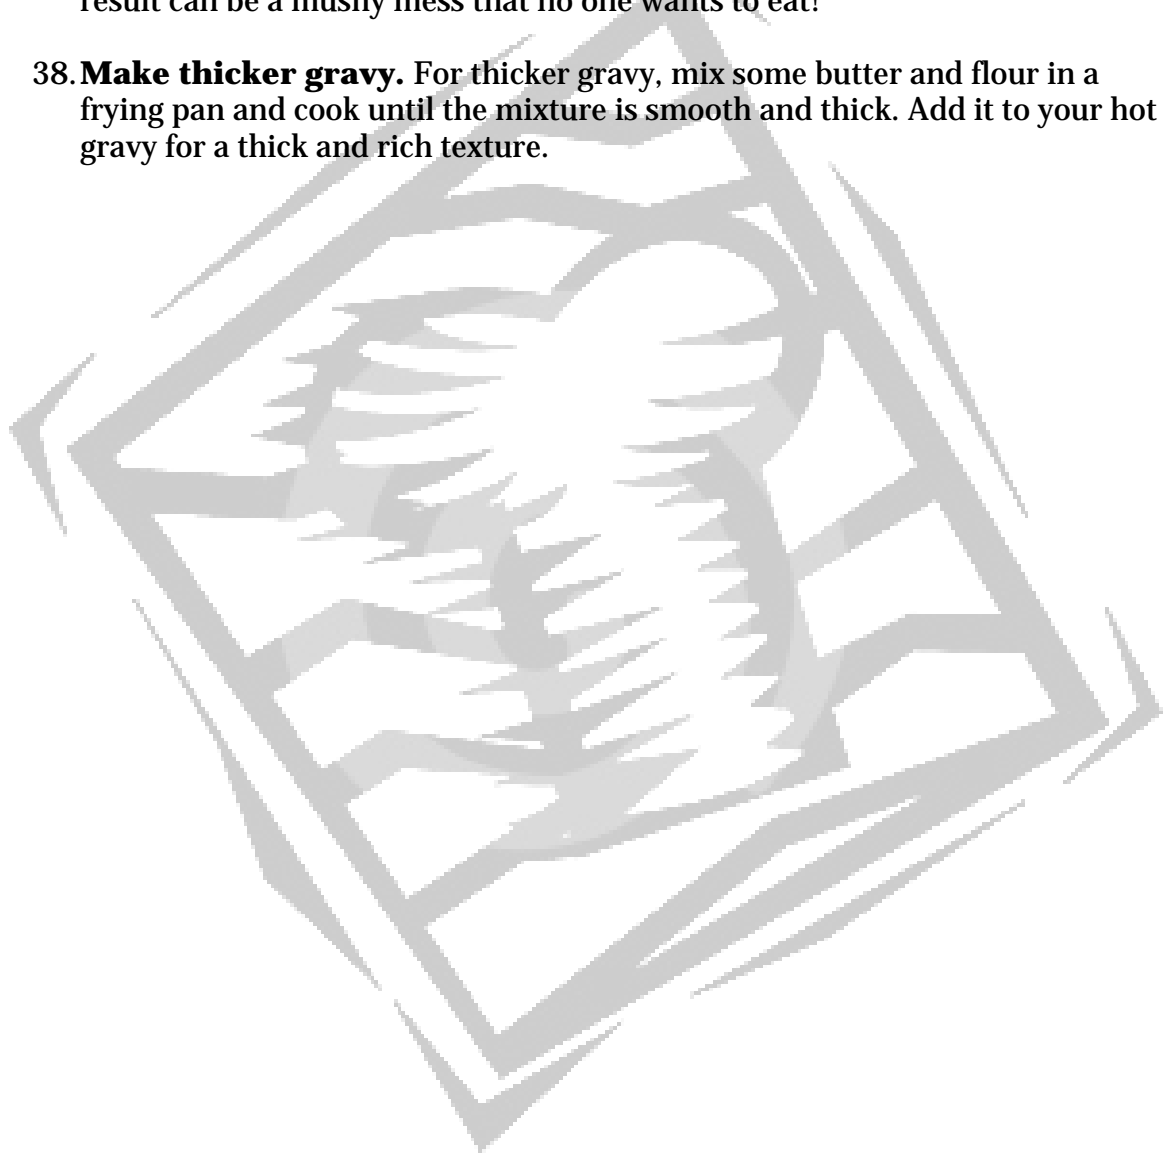 result can be a mushy mess that no one wants to eat!
38. Make thicker gravy. For thicker gravy, mix some butter and flour in a
frying pan and cook until the mixture is smooth and thick. Add it to your hot
gravy for a thick and rich texture.